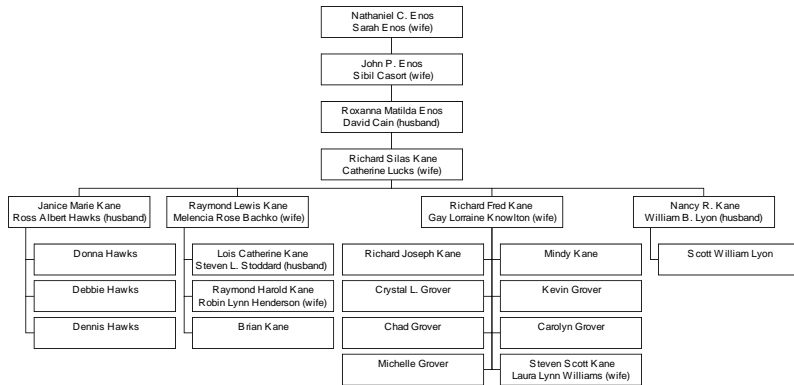 Nathaniel C. Enos
Sarah Enos (wife)
John P. Enos
Sibil Casort (wife)
Roxanna Matilda Enos
David Cain (husband)
Richard Silas Kane
Catherine Lucks (wife)
Janice Marie Kane
Ross Albert Hawks (husband)
Donna Hawks
Debbie Hawks
Dennis Hawks
Raymond Lewis Kane
Melencia Rose Bachko (wife)
Lois Catherine Kane
Steven L. Stoddard (husband)
Raymond Harold Kane
Robin Lynn Henderson (wife)
Brian Kane
Richard Fred Kane
Gay Lorraine Knowlton (wife)
Richard Joseph Kane
Mindy Kane
Crystal L. Grover
Kevin Grover
Chad Grover
Carolyn Grover
Michelle Grover
Steven Scott Kane
Laura Lynn Williams (wife)
Nancy R. Kane
William B. Lyon (husband)
Scott William Lyon